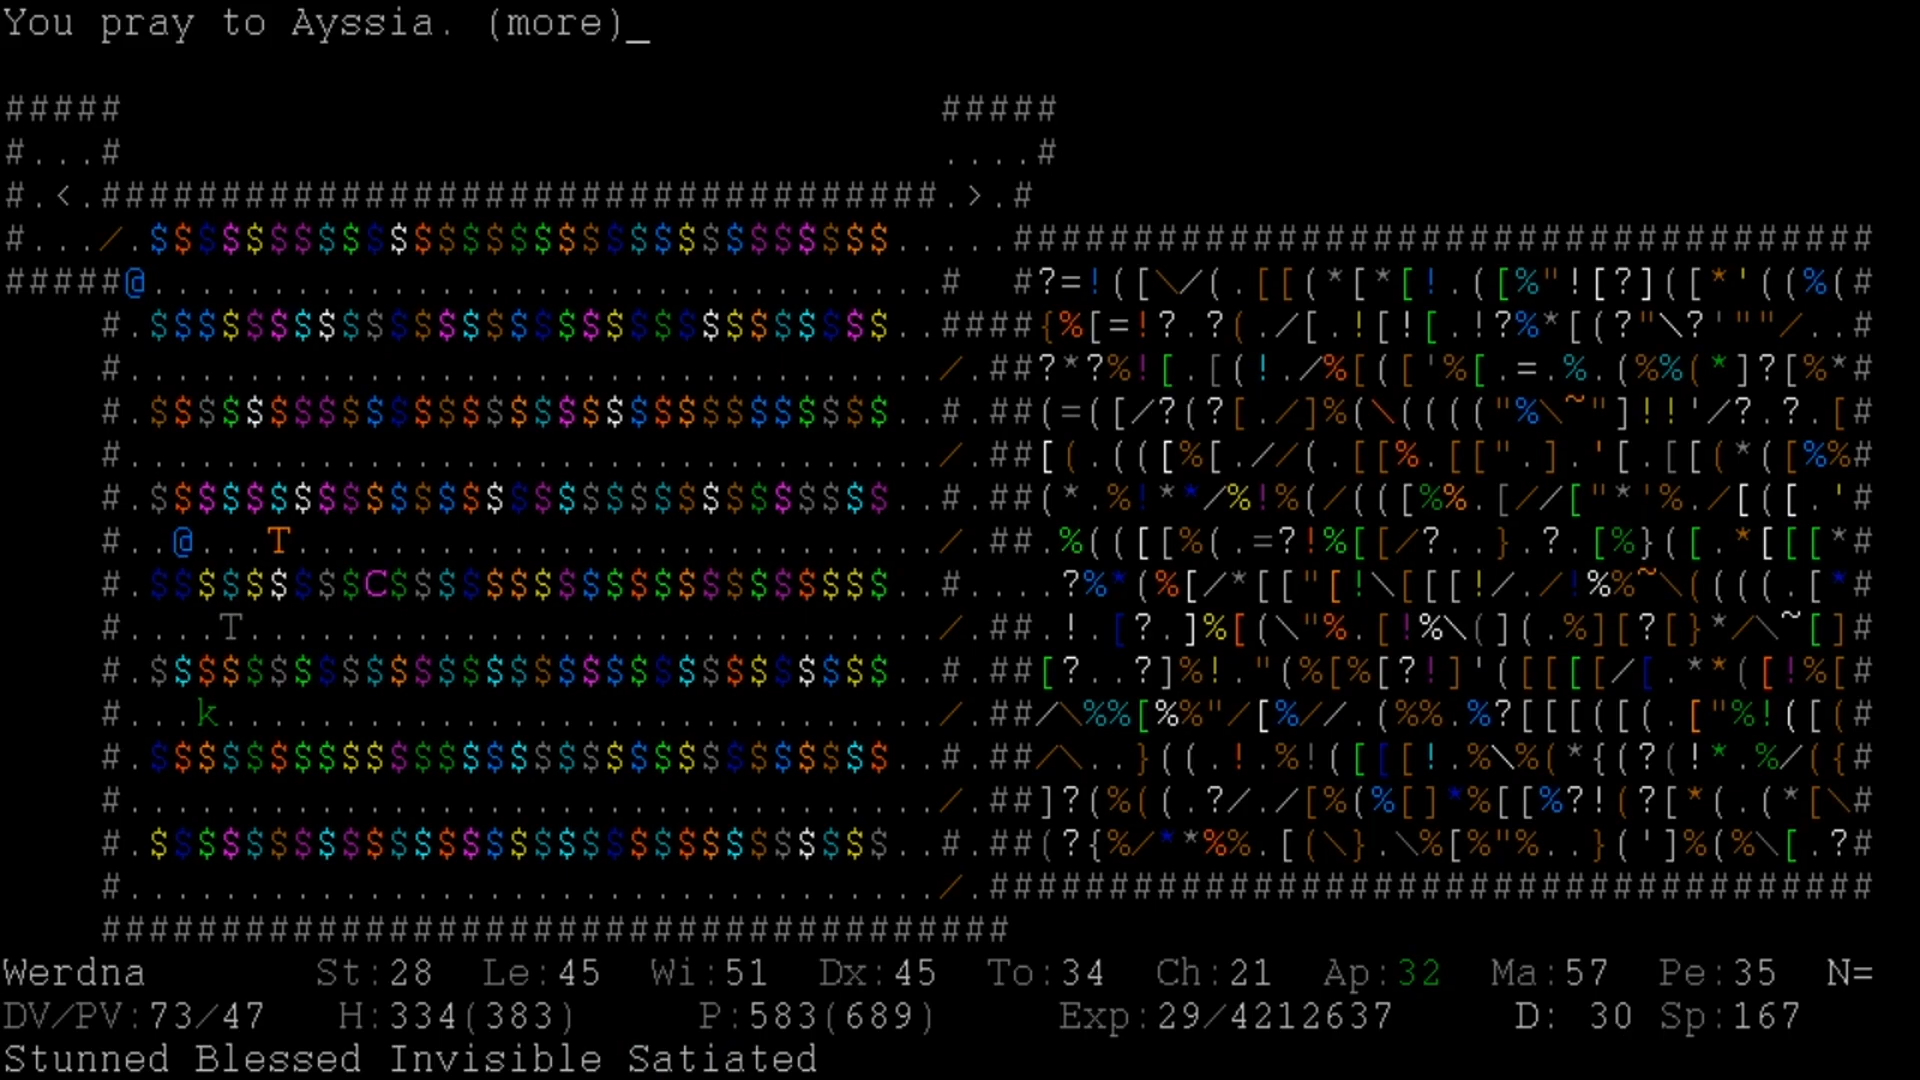 You pray to Ayssia. (more)_
Werdna St:28 Le:45 Wi:51 Dx:45 To:34 Ch:21 Ap:32 Ma:57 Pe:35 N=
DV/PV:73/47 H:334(383) P:583(689) Exp:29/4212637 D: 30 Sp:167
Stunned Blessed Invisible Satiated